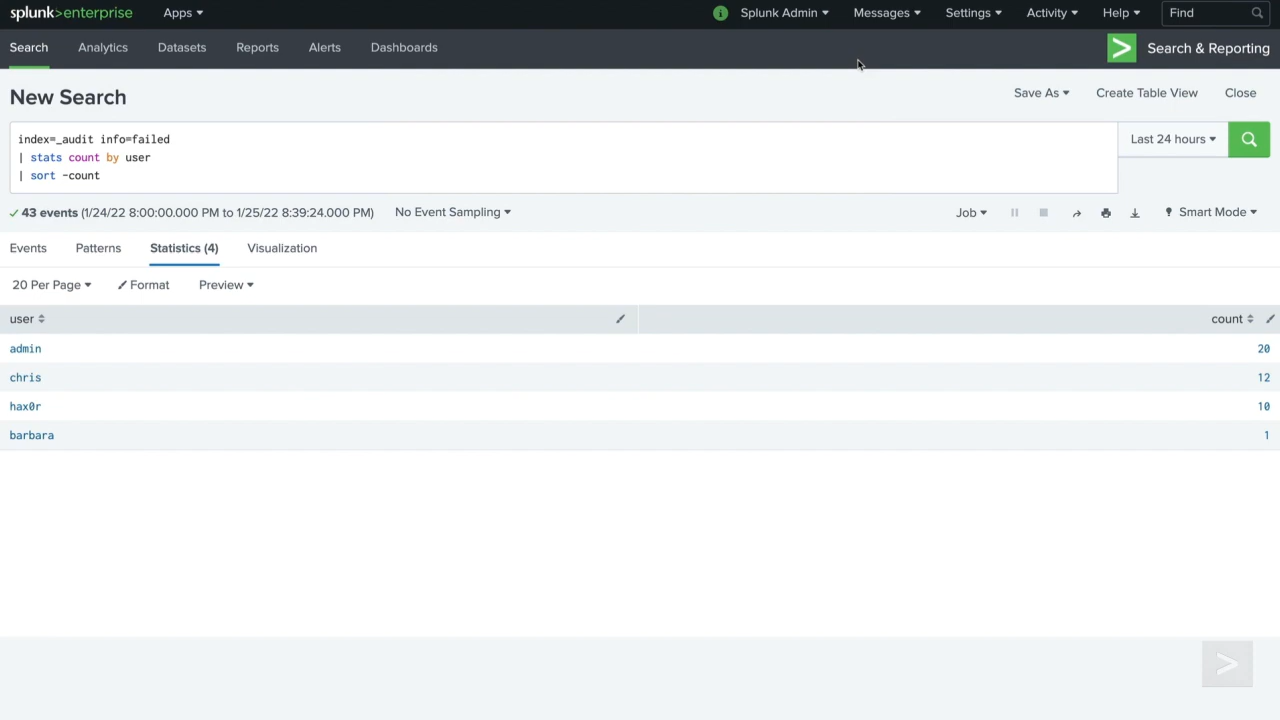 splunk>enterprise Apps Splunk Admin Messages Settings Activity Help Find
Search Analytics Datasets Reports Alerts Dashboards > Search & Reporting
New Search Save As Create Table View Close
index=_audit info=failed Last 24 hours
| stats count by user
| sort -count
43 events (1/24/22 8:00:00.000 PM to 1/25/22 8:39:24.000 PM) No Event Sampling Job Smart Mode
Events Patterns Statistics (4) Visualization
20 Per Page Format Preview
user count
admin 20
chris 12
hax0r 10
barbara 1